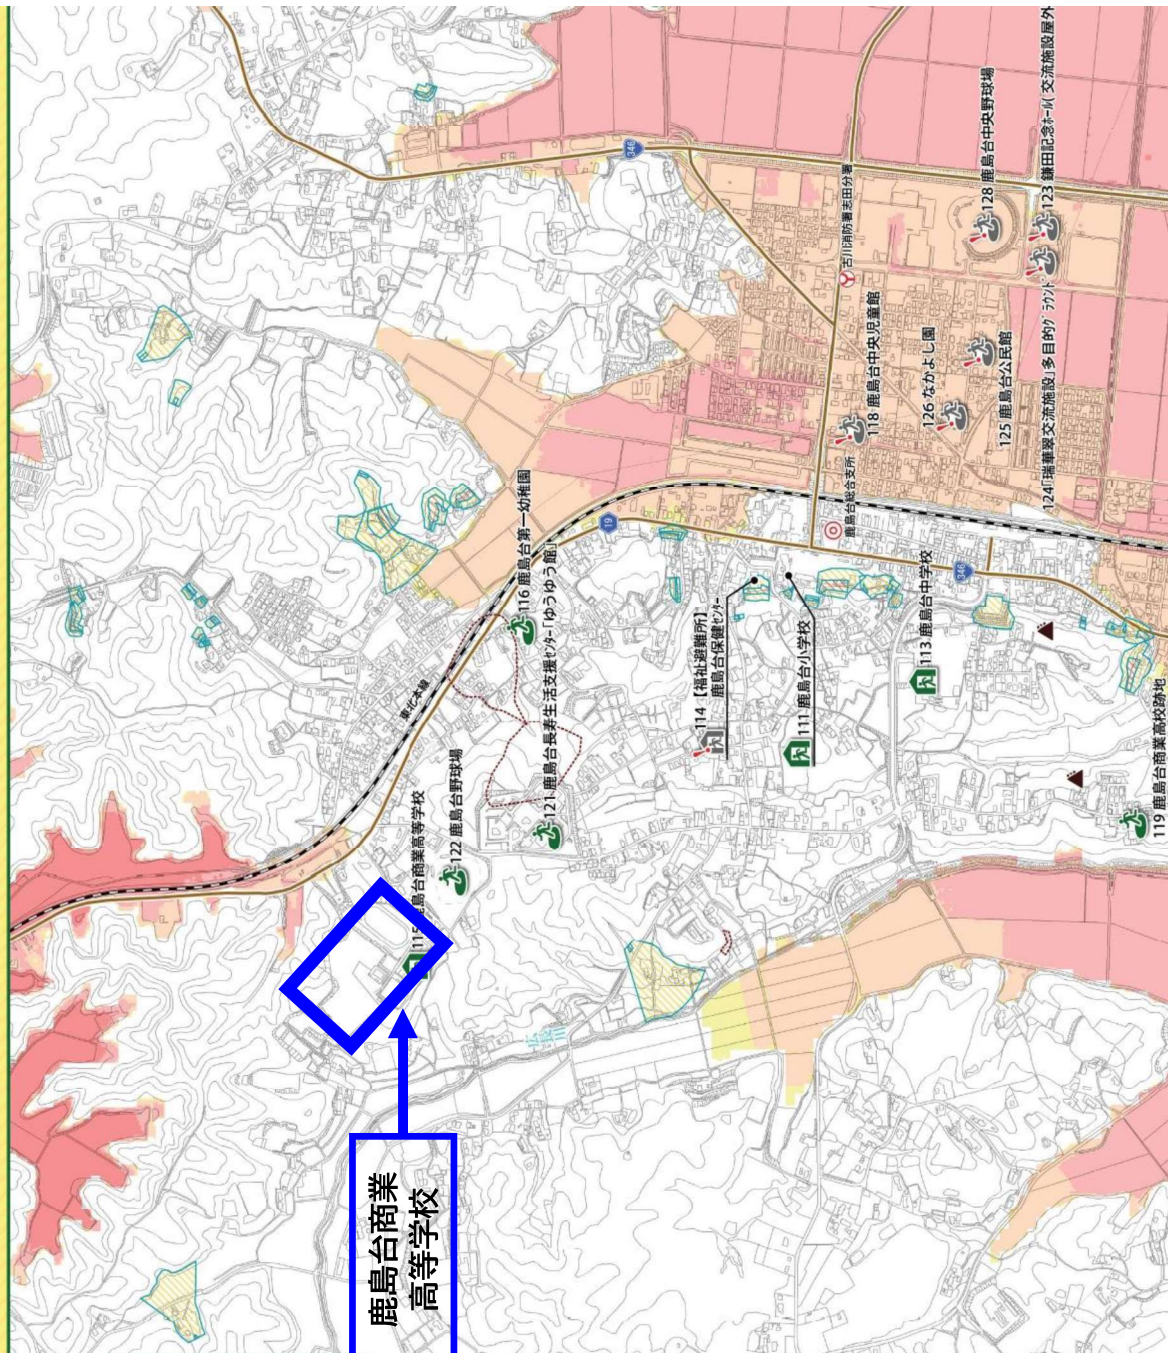 346
古川消防署志田分署
128 鹿島台中央野球場
123 鎌田記念ホール( 交流施設屋外
124「瑞華翠交流施設」多目的グラウンド
118 鹿島台中央児童館
126 なかよし園
125 鹿島台公民館
鹿島台総合支所
19
116 鹿島台第一幼稚園
121 鹿島台長寿生活支援センター「ゆうゆう館」
東北本線
114【福祉避難所】
鹿島台保健センター
111 鹿島台小学校
346
113 鹿島台中学校
119 鹿島台商業高校跡地
122 鹿島台野球場
115 鹿島台商業高等学校
広長川
鹿島台商業
高等学校